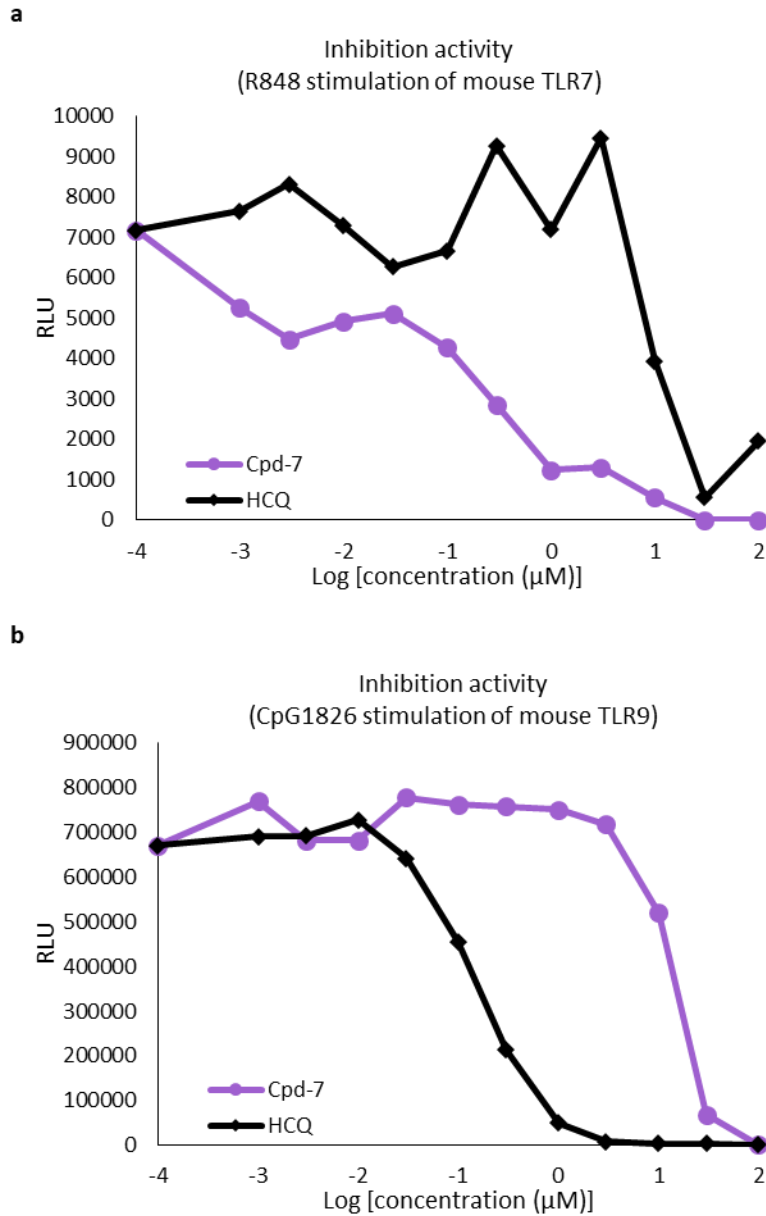 a
Inhibition activity
(R848 stimulation of mouse TLR7)
10000
9000
8000
7000
6000
5000
4000
3000
2000
1000
0
RLU
Cpd-7
HCQ
-4 -3 -2 -1 0 1 2
Log [concentration (µM)]
b
Inhibition activity
(CpG1826 stimulation of mouse TLR9)
900000
800000
700000
600000
500000
400000
300000
200000
100000
0
RLU
Cpd-7
HCQ
-4 -3 -2 -1 0 1 2
Log [concentration (µM)]